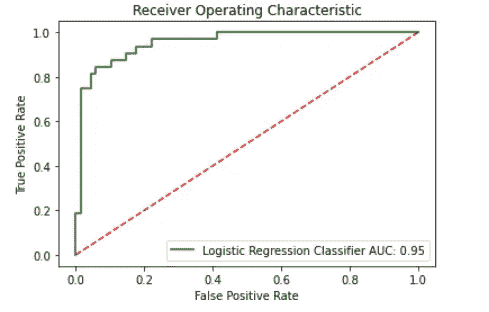 Receiver Operating Characteristic
1.0
0.8
0.6
0.4
0.2
0.0
True Positive Rate
Logistic Regression Classifier AUC: 0.95
0.0 0.2 0.4 0.6 0.8 1.0
False Positive Rate